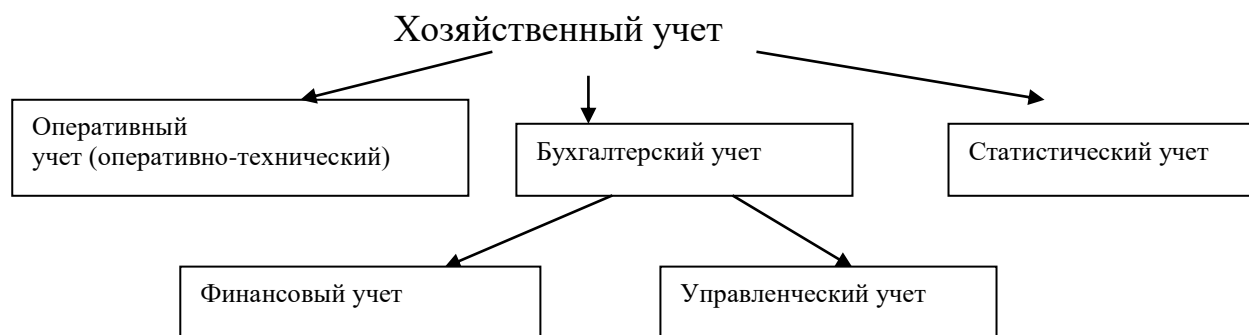 Хозяйственный учет
Оперативный
учет (оперативно-технический)
Бухгалтерский учет
Статистический учет
Финансовый учет
Управленческий учет